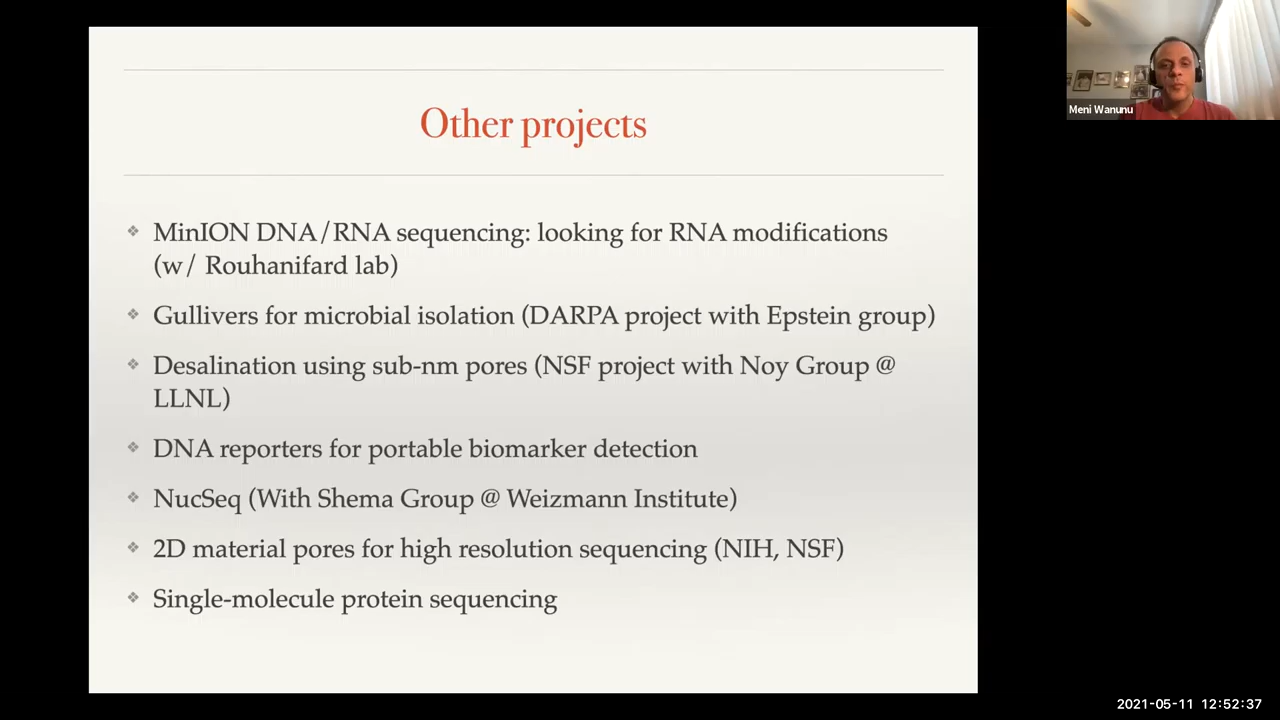 Other projects
MinION DNA/RNA sequencing: looking for RNA modifications
(w/ Rouhanifard lab)
Gullivers for microbial isolation (DARPA project with Epstein group)
Desalination using sub-nm pores (NSF project with Noy Group @
LLNL)
DNA reporters for portable biomarker detection
NucSeq (With Shema Group @ Weizmann Institute)
2D material pores for high resolution sequencing (NIH, NSF)
Single-molecule protein sequencing
Meni Wanunu
2021-05-11 12:52:37